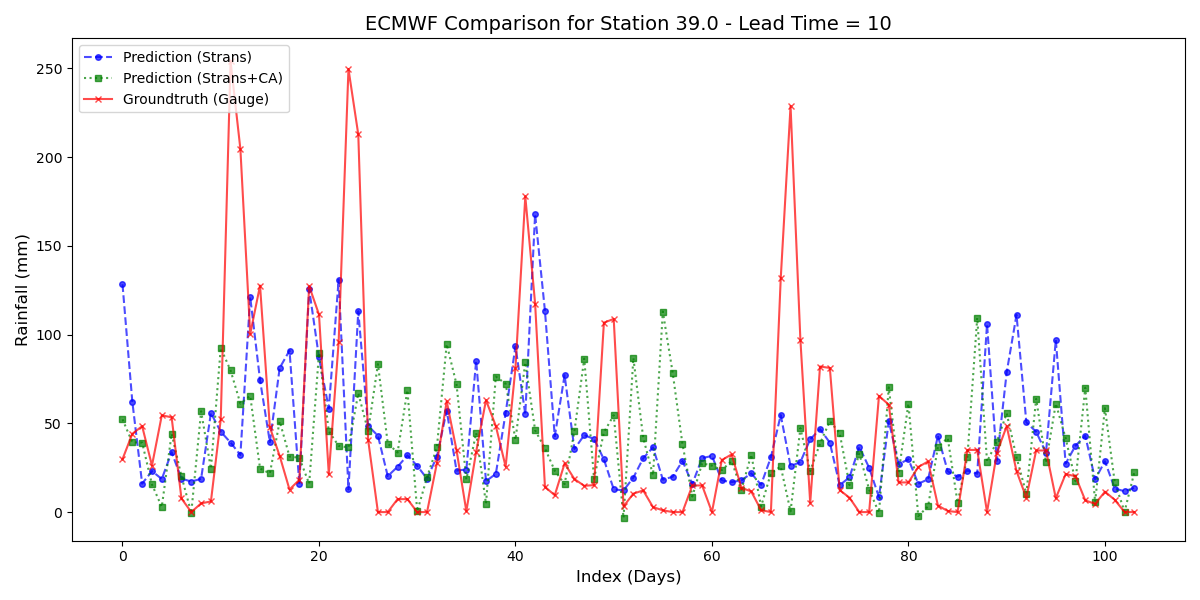 ECMWF Comparison for Station 39.0 - Lead Time = 10
Prediction (Strans)
Prediction (Strans+CA)
Groundtruth (Gauge)
Rainfall (mm)
250
200
150
100
50
0
0
20
40
60
80
100
Index (Days)